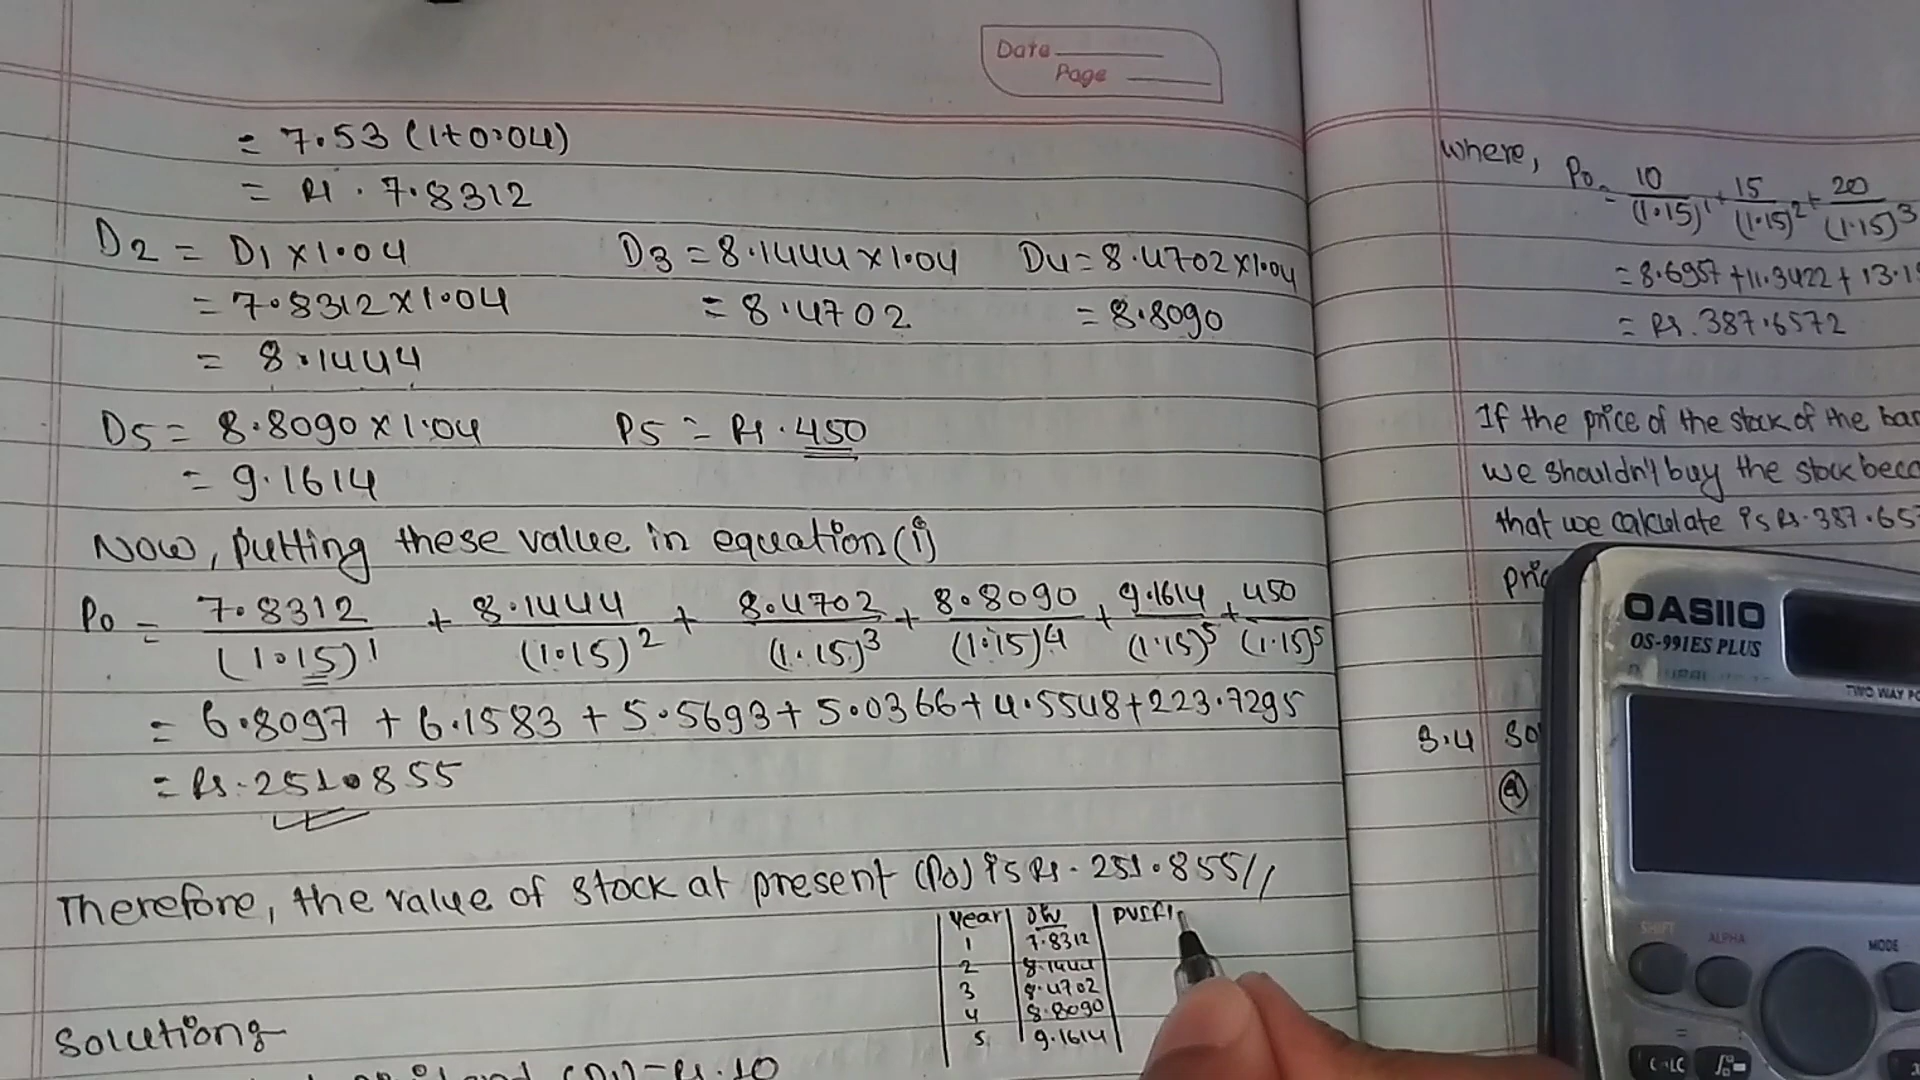 Date
Page
= 7.53 (1+0.04)
= Rs. 7.8312
D2 = D1 x 1.04
= 7.8312 x 1.04
= 8.1444
D3 = 8.1444 x 1.04
= 8.4702
D4 = 8.4702 x 1.04
= 8.8090
D5 = 8.8090 x 1.04
= 9.1614
P5 = Rs. 450
Now, putting these value in equation (i)
P0 = 7.8312/(1.15)^1 + 8.1444/(1.15)^2 + 8.4702/(1.15)^3 + 8.8090/(1.15)^4 + 9.1614/(1.15)^5 + 450/(1.15)^5
= 6.8097 + 6.1583 + 5.5693 + 5.0366 + 4.5548 + 223.7295
= Rs. 251.855
Therefore, the value of stock at present (P0) is Rs. 251.855//
year Div PVIF
1 7.8312
2 8.1444
3 8.4702
4 8.8090
5 9.1614
Solution:
= Rs. 10
where, P0 = 10/(1.15)^1 + 15/(1.15)^2 + 20/(1.15)^3
= 8.6957 + 11.3422 + 13.1
= Rs. 387.6572
If the price of the stock of the
we shouldn't buy the stock
that we calculate is Rs. 387.65
3.4
(a)
OASIIO
OS-991ES PLUS
TWO WAY
SHIFT
ALPHA
MODE
CALC